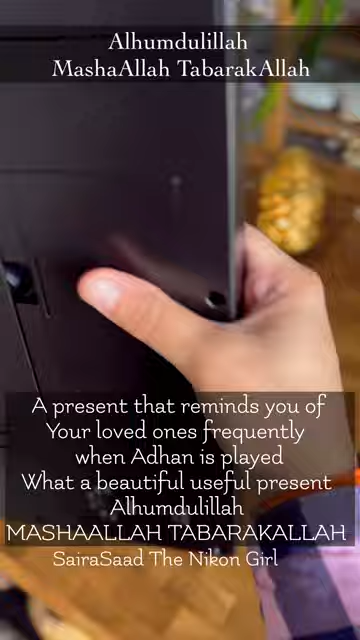 Alhumdulillah
MashaAllah TabarakAllah
A present that reminds you of
Your loved ones frequently
when Adhan is played
What a beautiful useful present
Alhumdulillah
MASHAALLAH TABARAKALLAH
SairaSaad The Nikon Girl